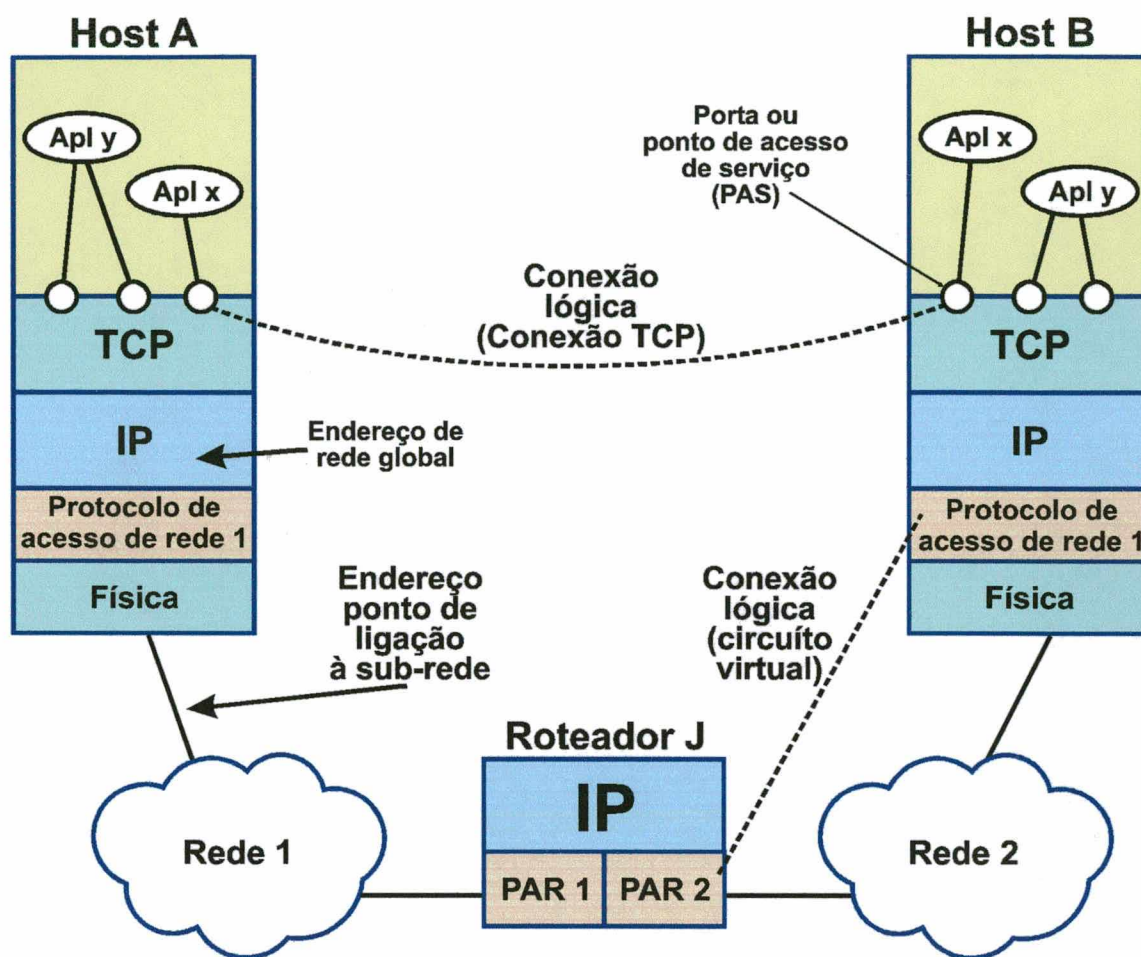 Host A
Host B
Apl y
Apl x
Porta ou
ponto de acesso
de serviço
(PAS)
Apl x
Apl y
Conexão
lógica
(Conexão TCP)
TCP
TCP
IP
Endereço de
rede global
IP
Protocolo de
acesso de rede 1
Protocolo de
acesso de rede 1
Física
Endereço
ponto de
ligação
à sub-rede
Conexão
lógica
(circuíto
virtual)
Física
Roteador J
IP
Rede 1
PAR 1
PAR 2
Rede 2